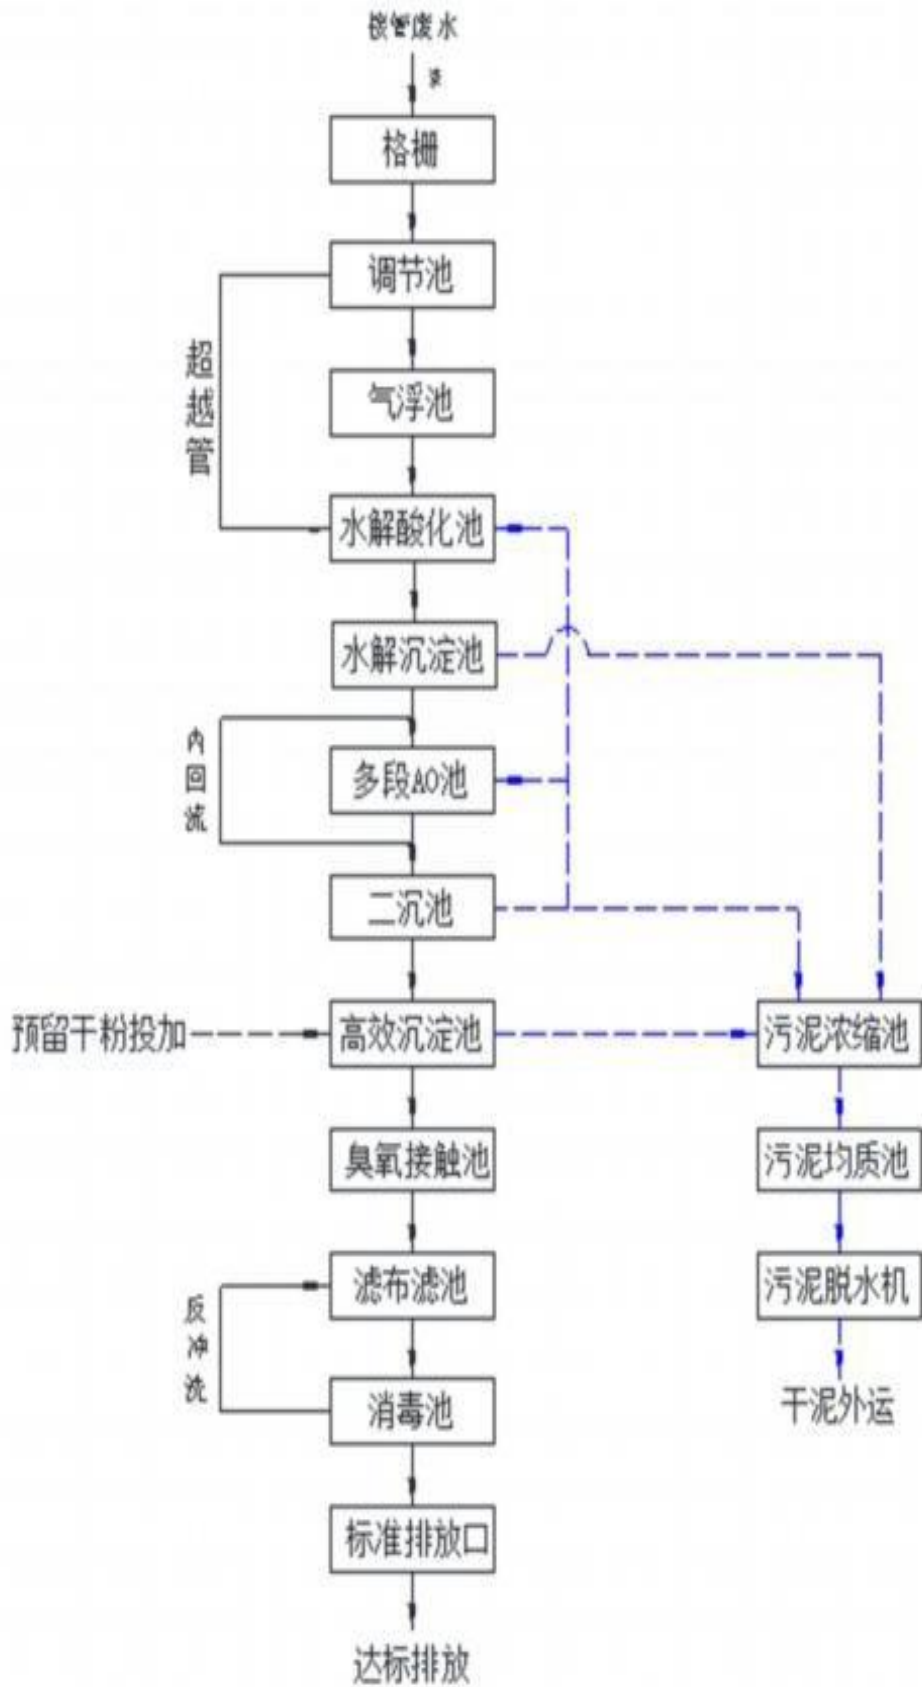 接管废水
格栅
调节池
超越管
气浮池
水解酸化池
水解沉淀池
内回流
多段AO池
二沉池
预留干粉投加
高效沉淀池
污泥浓缩池
臭氧接触池
污泥均质池
滤布滤池
污泥脱水机
反冲洗
消毒池
干泥外运
标准排放口
达标排放